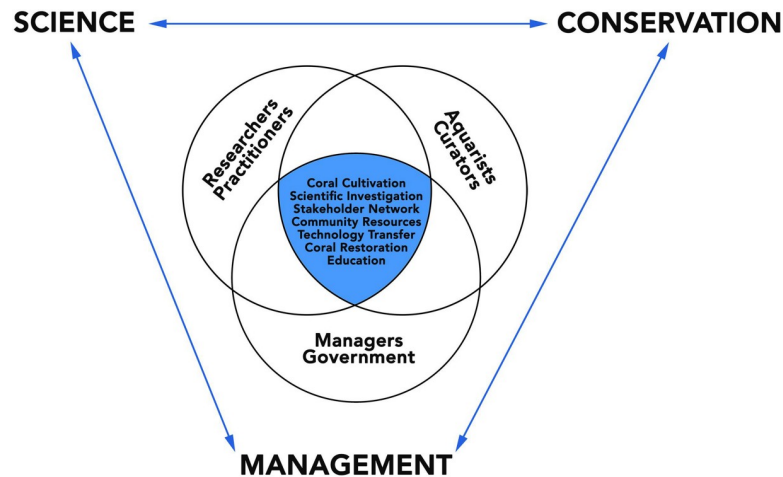 SCIENCE
CONSERVATION
Researchers
Practitioners
Aquarists
Curators
Coral Cultivation
Scientific Investigation
Stakeholder Network
Community Resources
Technology Transfer
Coral Restoration
Education
Managers
Government
MANAGEMENT